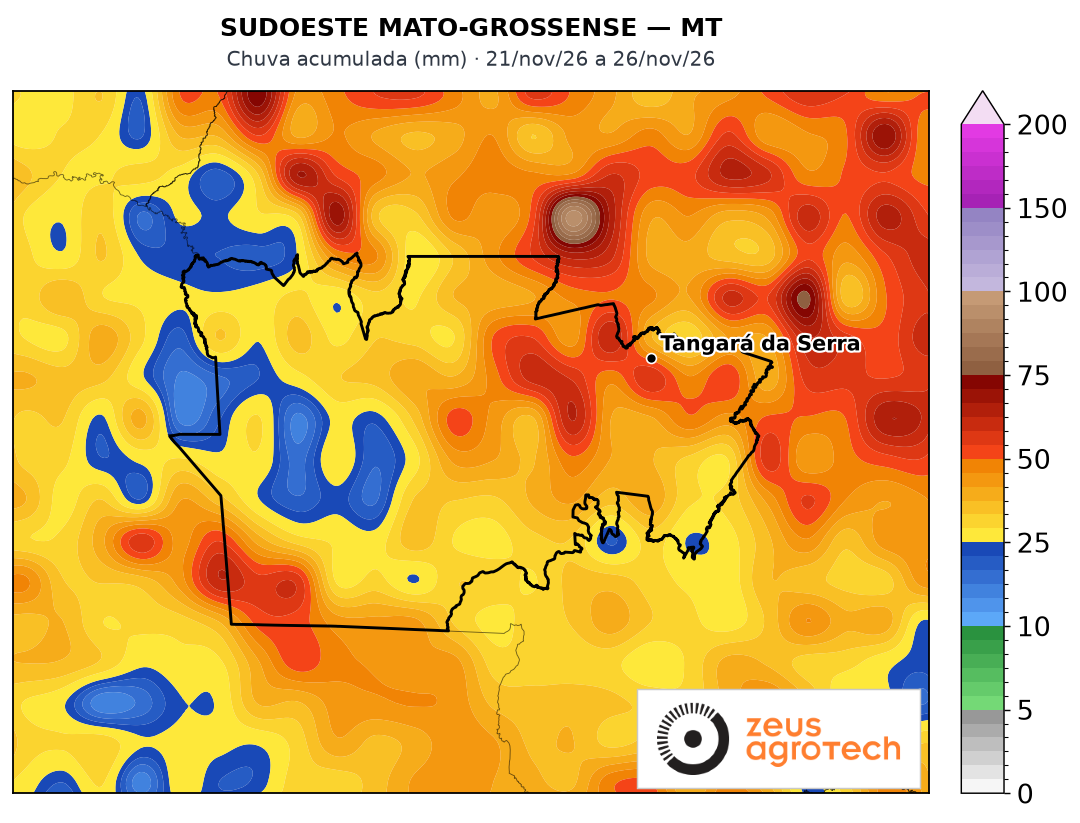 SUDOESTE MATO-GROSSENSE — MT
Chuva acumulada (mm) · 21/nov/26 a 26/nov/26
200
150
100
75
50
25
10
5
0
Tangará da Serra
zeus
agrotech